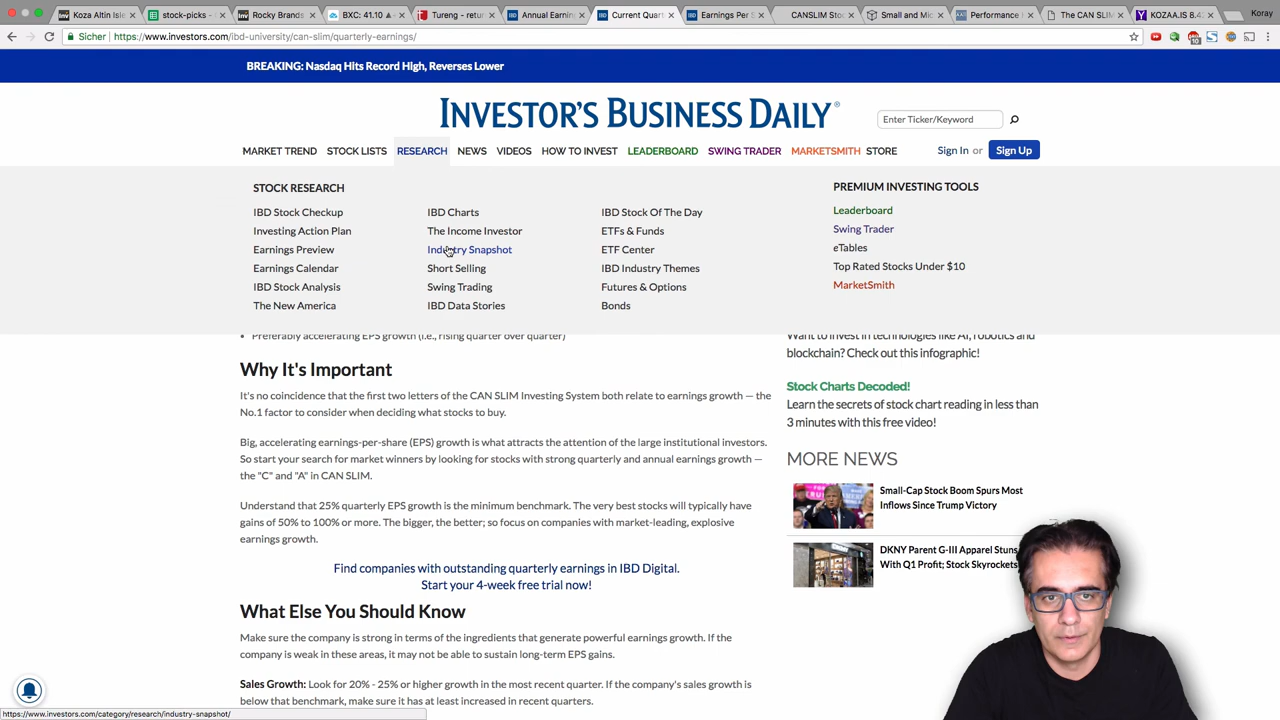 Koza Altin Isle
stock-picks
Rocky Brands
BXC: 41.10
Tureng - retur
Annual Earnin
Current Quart
Earnings Per S
CANSLIM Stoc
Small and Mic
Performance
The CAN SLIM
KOZAA.IS 8.4
Koray
Sicher
https://www.investors.com/ibd-university/can-slim/quarterly-earnings/
BREAKING: Nasdaq Hits Record High, Reverses Lower
INVESTOR'S BUSINESS DAILY®
Enter Ticker/Keyword
MARKET TREND STOCK LISTS RESEARCH NEWS VIDEOS HOW TO INVEST LEADERBOARD SWING TRADER MARKETSMITH STORE
Sign In or Sign Up
STOCK RESEARCH
IBD Stock Checkup
Investing Action Plan
Earnings Preview
Earnings Calendar
IBD Stock Analysis
The New America
IBD Charts
The Income Investor
Industry Snapshot
Short Selling
Swing Trading
IBD Data Stories
IBD Stock Of The Day
ETFs & Funds
ETF Center
IBD Industry Themes
Futures & Options
Bonds
PREMIUM INVESTING TOOLS
Leaderboard
Swing Trader
eTables
Top Rated Stocks Under $10
MarketSmith
• Preferably accelerating EPS growth (i.e., rising quarter over quarter)
Why It's Important
It's no coincidence that the first two letters of the CAN SLIM Investing System both relate to earnings growth — the
No.1 factor to consider when deciding what stocks to buy.
Big, accelerating earnings-per-share (EPS) growth is what attracts the attention of the large institutional investors.
So start your search for market winners by looking for stocks with strong quarterly and annual earnings growth —
the "C" and "A" in CAN SLIM.
Understand that 25% quarterly EPS growth is the minimum benchmark. The very best stocks will typically have
gains of 50% to 100% or more. The bigger, the better; so focus on companies with market-leading, explosive
earnings growth.
Find companies with outstanding quarterly earnings in IBD Digital.
Start your 4-week free trial now!
What Else You Should Know
Make sure the company is strong in terms of the ingredients that generate powerful earnings growth. If the
company is weak in these areas, it may not be able to sustain long-term EPS gains.
Sales Growth: Look for 20% - 25% or higher growth in the most recent quarter. If the company's sales growth is
below that benchmark, make sure it has at least increased in recent quarters.
Want to invest in technologies like AI, robotics and
blockchain? Check out this infographic!
Stock Charts Decoded!
Learn the secrets of stock chart reading in less than
3 minutes with this free video!
MORE NEWS
Small-Cap Stock Boom Spurs Most
Inflows Since Trump Victory
DKNY Parent G-III Apparel Stuns
With Q1 Profit; Stock Skyrockets
https://www.investors.com/category/research/industry-snapshot/